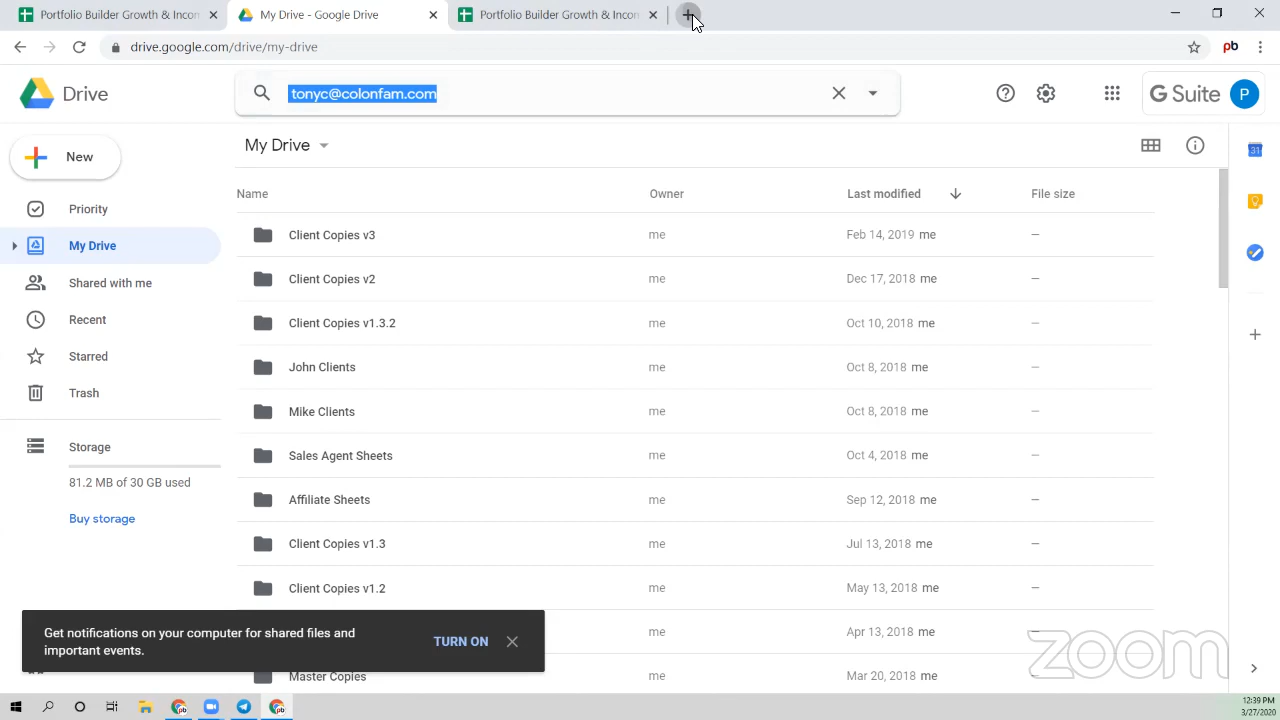 Portfolio Builder Growth & Incom
My Drive - Google Drive
Portfolio Builder Growth & Incom
drive.google.com/drive/my-drive
pb
Drive
tonyc@colonfam.com
G Suite
P
New
My Drive
31
Name
Owner
Last modified
File size
Priority
My Drive
Shared with me
Recent
Starred
Trash
Storage
81.2 MB of 30 GB used
Buy storage
Client Copies v3 me Feb 14, 2019 me –
Client Copies v2 me Dec 17, 2018 me –
Client Copies v1.3.2 me Oct 10, 2018 me –
John Clients me Oct 8, 2018 me –
Mike Clients me Oct 8, 2018 me –
Sales Agent Sheets me Oct 4, 2018 me –
Affiliate Sheets me Sep 12, 2018 me –
Client Copies v1.3 me Jul 13, 2018 me –
Client Copies v1.2 me May 13, 2018 me –
me Apr 13, 2018 me –
Master Copies me Mar 20, 2018 me –
Get notifications on your computer for shared files and
important events.
TURN ON
zoom
12:39 PM
3/27/2020